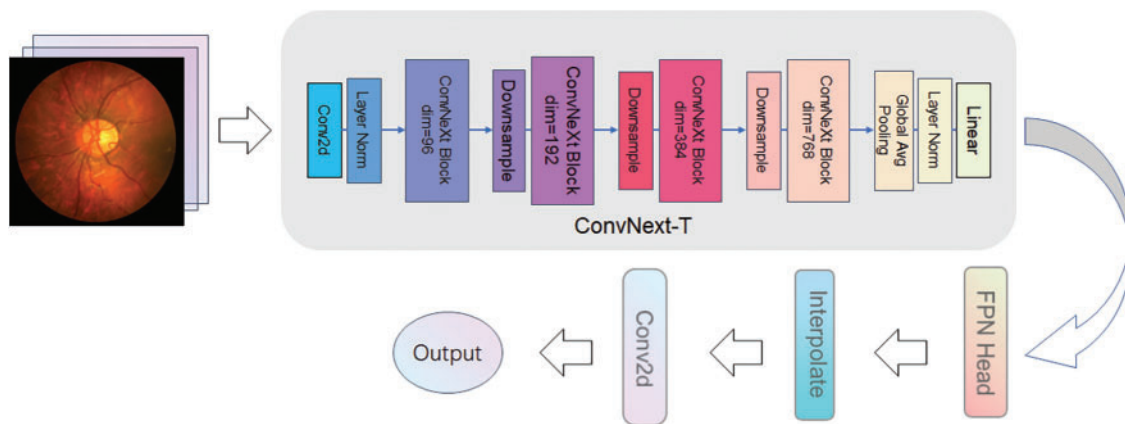 Conv2d
Layer Norm
ConvNeXt Block
dim=96
Downsample
ConvNeXt Block
dim=192
Downsample
ConvNeXt Block
dim=384
Downsample
ConvNeXt Block
dim=768
Global Avg
Pooling
Layer Norm
Linear
ConvNext-T
Output
Conv2d
Interpolate
FPN Head